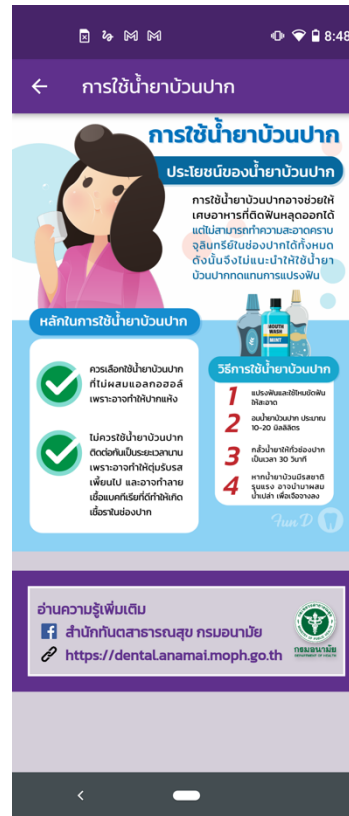 8:48
การใช้น้ำยาบ้วนปาก
การใช้น้ำยาบ้วนปาก
ประโยชน์ของน้ำยาบ้วนปาก
การใช้น้ำยาบ้วนปากอาจช่วยให้
เศษอาหารที่ติดฟันหลุดออกได้
แต่ไม่สามารถทำความสะอาดคราบ
จุลินทรีย์ในช่องปากได้ทั้งหมด
ดังนั้นจึงไม่แนะนำให้ใช้น้ำยา
บ้วนปากทดแทนการแปรงฟัน
หลักในการใช้น้ำยาบ้วนปาก
ควรเลือกใช้น้ำยาบ้วนปาก
ที่ไม่ผสมแอลกอฮอล์
เพราะอาจทำให้ปากแห้ง
ไม่ควรใช้น้ำยาบ้วนปาก
ติดต่อกันเป็นระยะเวลานาน
เพราะอาจทำให้ตุ่มรับรส
เพี้ยนไป และอาจทำลาย
เชื้อแบคทีเรียที่ดีทำให้เกิด
เชื้อราในช่องปาก
MOUTH
WASH
MINT
วิธีการใช้น้ำยาบ้วนปาก
1 แปรงฟันและใช้ไหมขัดฟัน
ให้สะอาด
2 อมน้ำยาบ้วนปาก ประมาณ
10-20 มิลลิลิตร
3 กลั้วน้ำยาให้ทั่วช่องปาก
เป็นเวลา 30 วินาที
4 หากน้ำยาบ้วนมีรสชาติ
รุนแรง อาจนำมาผสม
น้ำเปล่า เพื่อเจือจางลง
Fun D
อ่านความรู้เพิ่มเติม
สำนักทันตสาธารณสุข กรมอนามัย
https://dental.anamai.moph.go.th
กรมอนามัย
DEPARTMENT OF HEALTH